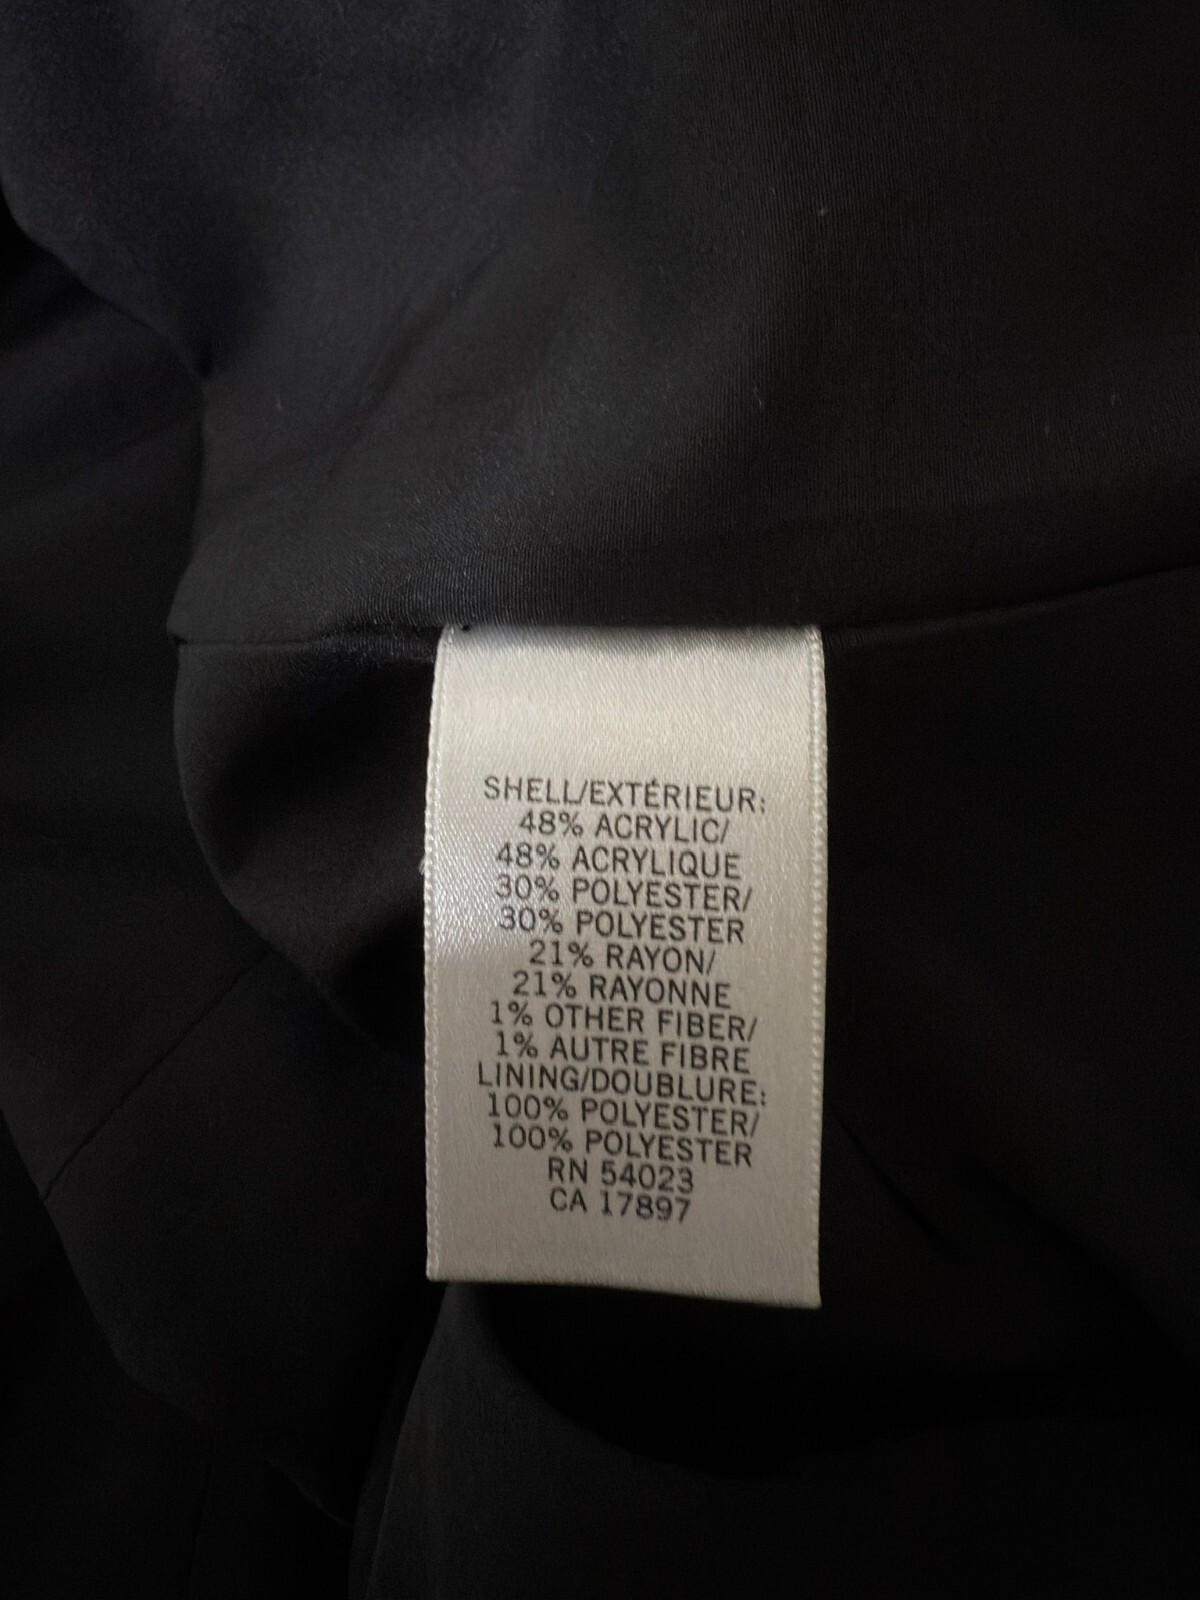 SHELL/EXTÉRIEUR:
48% ACRYLIC/
48% ACRYLIQUE
30% POLYESTER/
30% POLYESTER
21% RAYON/
21% RAYONNE
1% OTHER FIBER/
1% AUTRE FIBRE
LINING/DOUBLURE:
100% POLYESTER/
100% POLYESTER
RN 54023
CA 17897